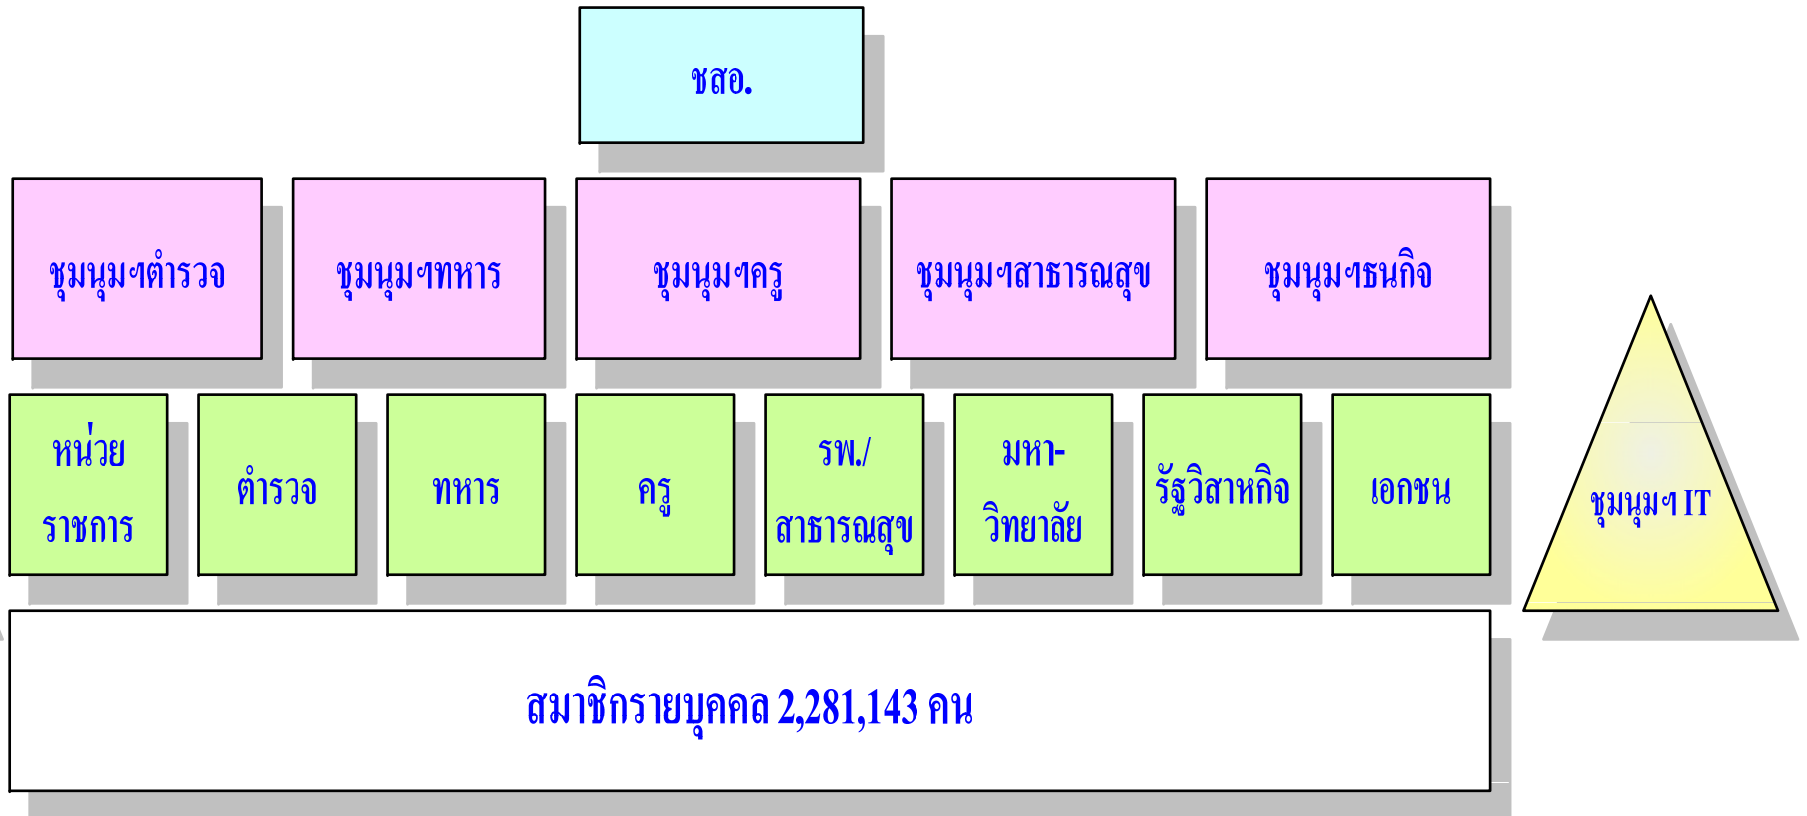 ชสอ.
ชุมนุมฯตำรวจ
ชุมนุมฯทหาร
ชุมนุมฯครู
ชุมนุมฯสาธารณสุข
ชุมนุมฯธนกิจ
หน่วย
ราชการ
ตำรวจ
ทหาร
ครู
รพ./
สาธารณสุข
มหา-
วิทยาลัย
รัฐวิสาหกิจ
เอกชน
ชุมนุมฯ IT
สมาชิกรายบุคคล 2,281,143 คน